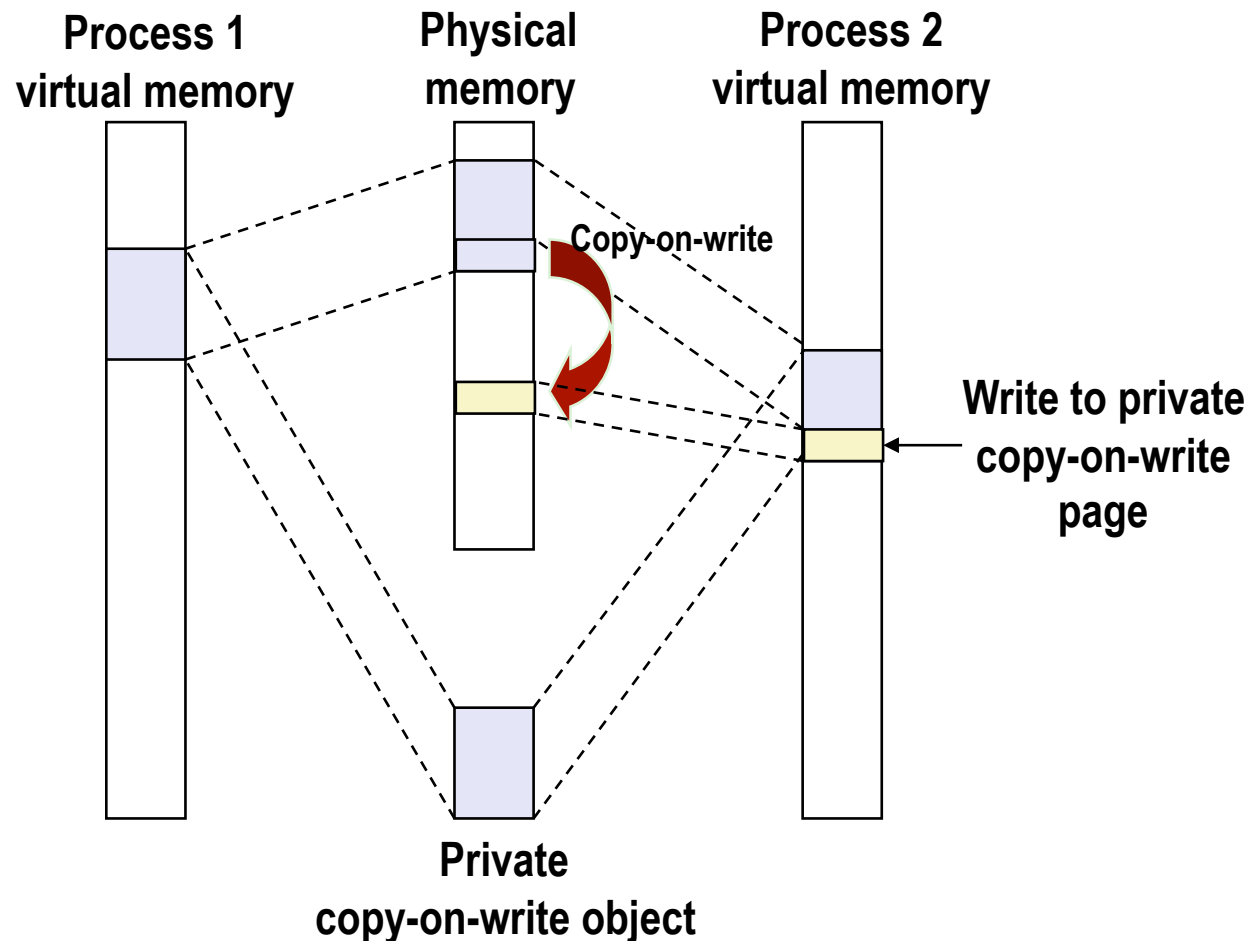 Process 1
virtual memory
Physical
memory
Process 2
virtual memory
Copy-on-write
Write to private
copy-on-write
page
Private
copy-on-write object